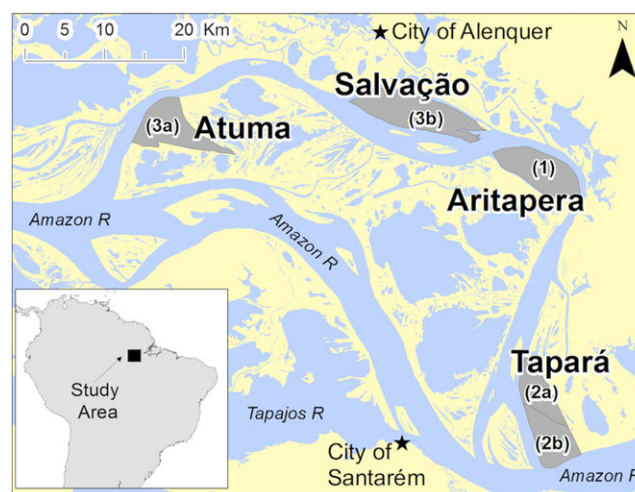 0 5 10 20 Km
City of Alenquer
N
Salvação
(3b)
(3a)
Atuma
(1)
Aritapera
Amazon R
Amazon R
Tapará
(2a)
(2b)
Study
Area
Tapajos R
City of
Santarém
Amazon R